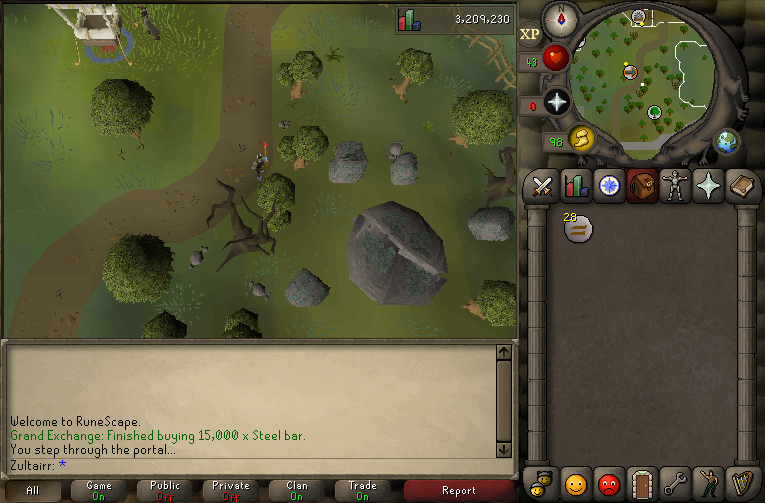 3,209,230
XP
43
0
98
28
Welcome to RuneScape.
Grand Exchange: Finished buying 15,000 x Steel bar.
You step through the portal...
Zultairr: *
All
Game
On
Public
Off
Private
Off
Clan
On
Trade
On
Report